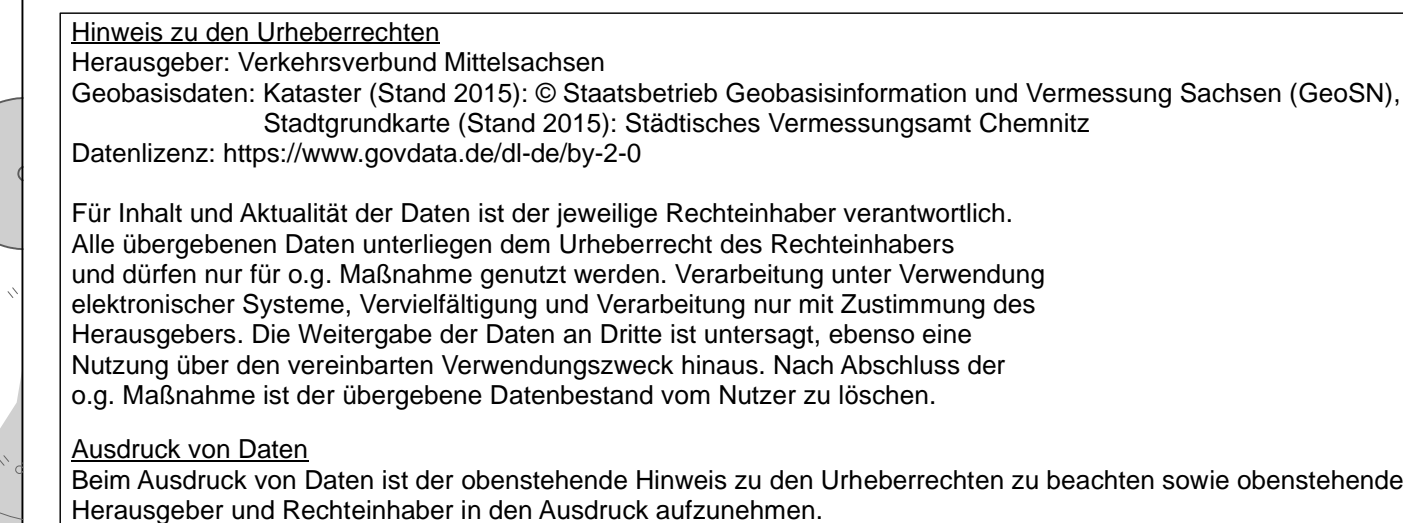 Hinweis zu den Urheberrechten
Herausgeber: Verkehrsverbund Mittelsachsen
Geobasisdaten: Kataster (Stand 2015): © Staatsbetrieb Geobasisinformation und Vermessung Sachsen (GeoSN),
Stadtgrundkarte (Stand 2015): Städtisches Vermessungsamt Chemnitz
Datenlizenz: https://www.govdata.de/dl-de/by-2-0
Für Inhalt und Aktualität der Daten ist der jeweilige Rechteinhaber verantwortlich.
Alle übergebenen Daten unterliegen dem Urheberrecht des Rechteinhabers
und dürfen nur für o.g. Maßnahme genutzt werden. Verarbeitung unter Verwendung
elektronischer Systeme, Vervielfältigung und Verarbeitung nur mit Zustimmung des
Herausgebers. Die Weitergabe der Daten an Dritte ist untersagt, ebenso eine
Nutzung über den vereinbarten Verwendungszweck hinaus. Nach Abschluss der
o.g. Maßnahme ist der übergebene Datenbestand vom Nutzer zu löschen.
Ausdruck von Daten
Beim Ausdruck von Daten ist der obenstehende Hinweis zu den Urheberrechten zu beachten sowie obenstehende
Herausgeber und Rechteinhaber in den Ausdruck aufzunehmen.